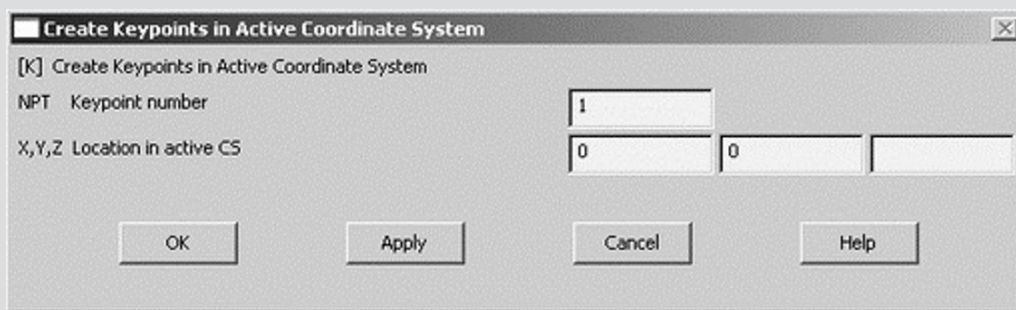 Create Keypoints in Active Coordinate System
[K] Create Keypoints in Active Coordinate System
NPT Keypoint number 1
X,Y,Z Location in active CS 0 0
OK Apply Cancel Help